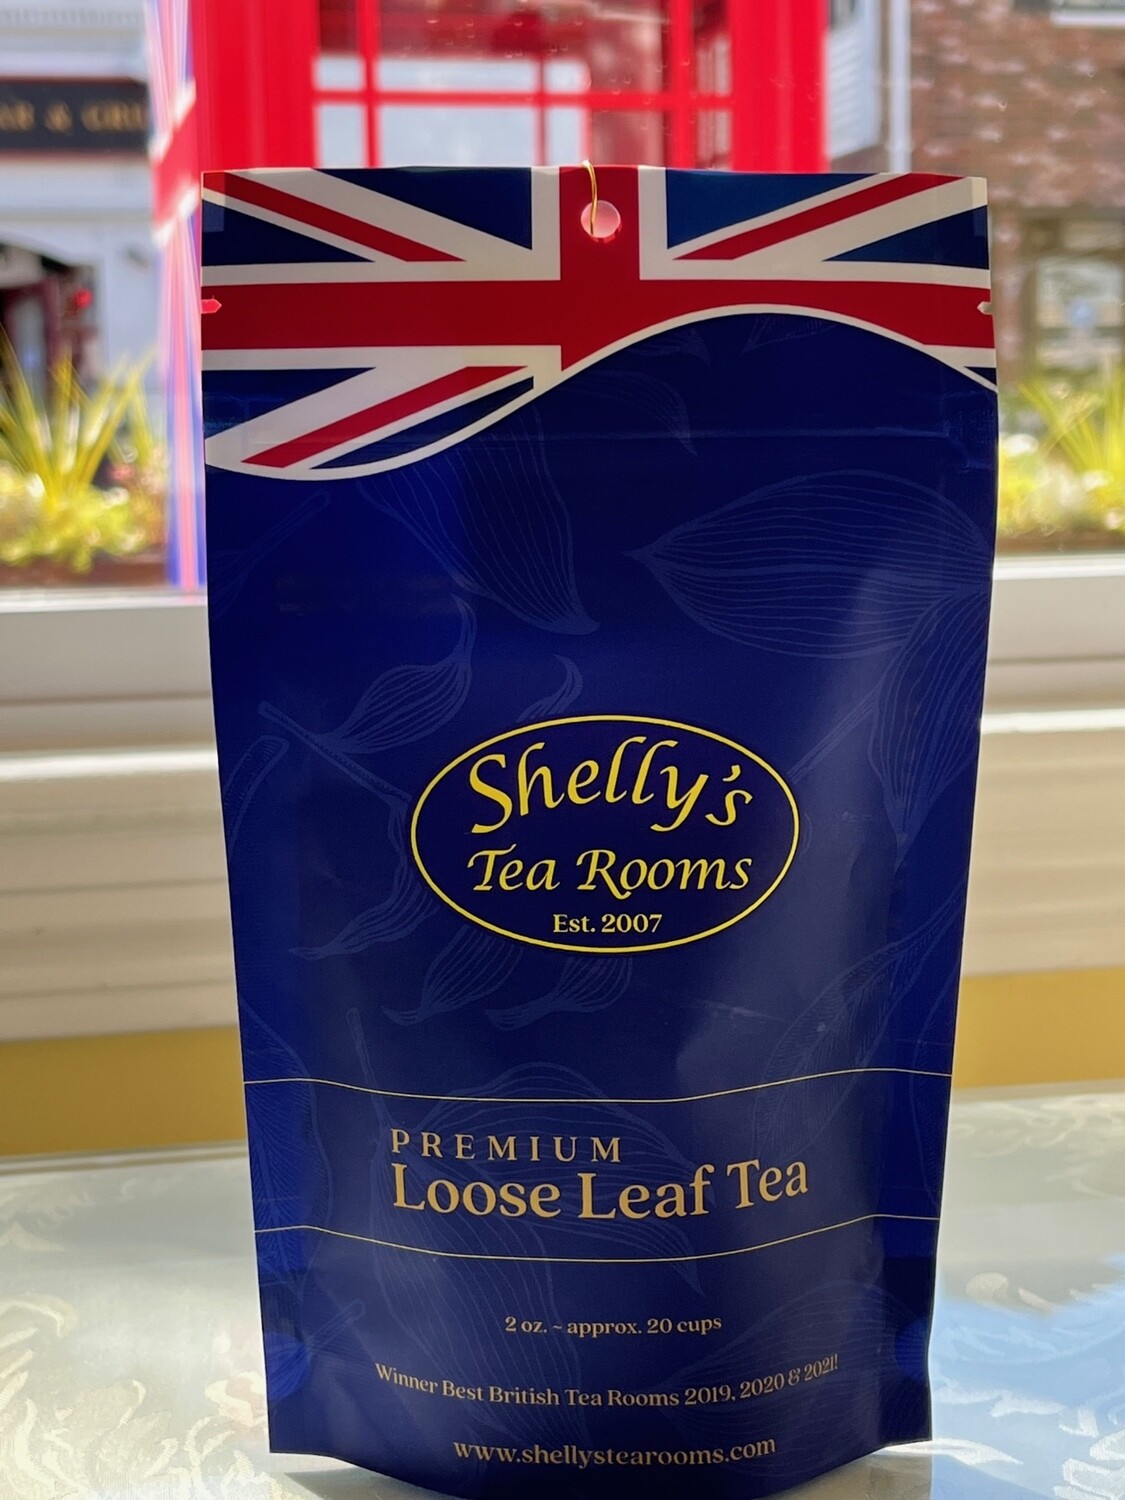 Shelly's
Tea Rooms
Est. 2007
PREMIUM
Loose Leaf Tea
2 oz. ~ approx. 20 cups
Winner Best British Tea Rooms 2019, 2020 & 2021!
www.shellystearooms.com